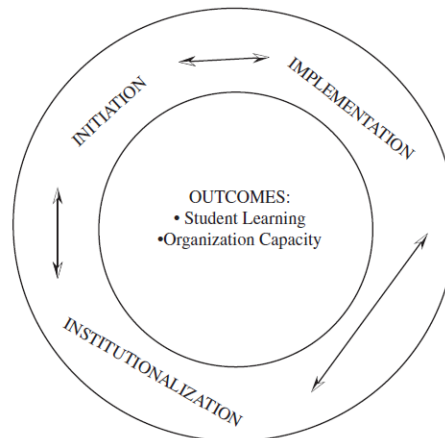 INITIATION
IMPLEMENTATION
OUTCOMES:
• Student Learning
•Organization Capacity
INSTITUTIONALIZATION